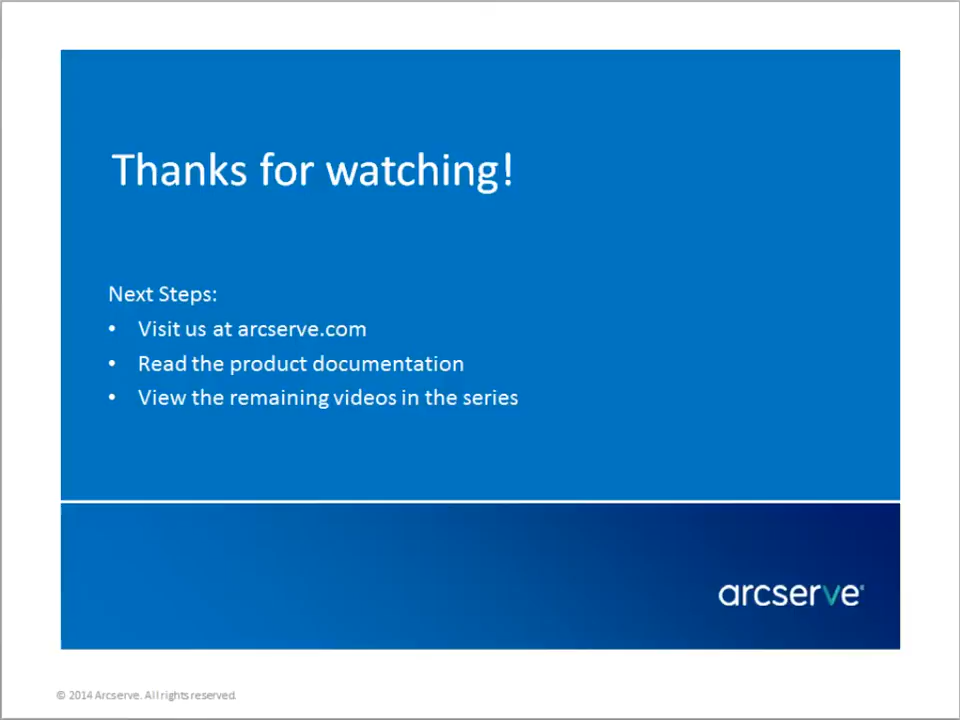 Thanks for watching!
Next Steps:
• Visit us at arcserve.com
• Read the product documentation
• View the remaining videos in the series
arcserve®
© 2014 Arcserve. All rights reserved.